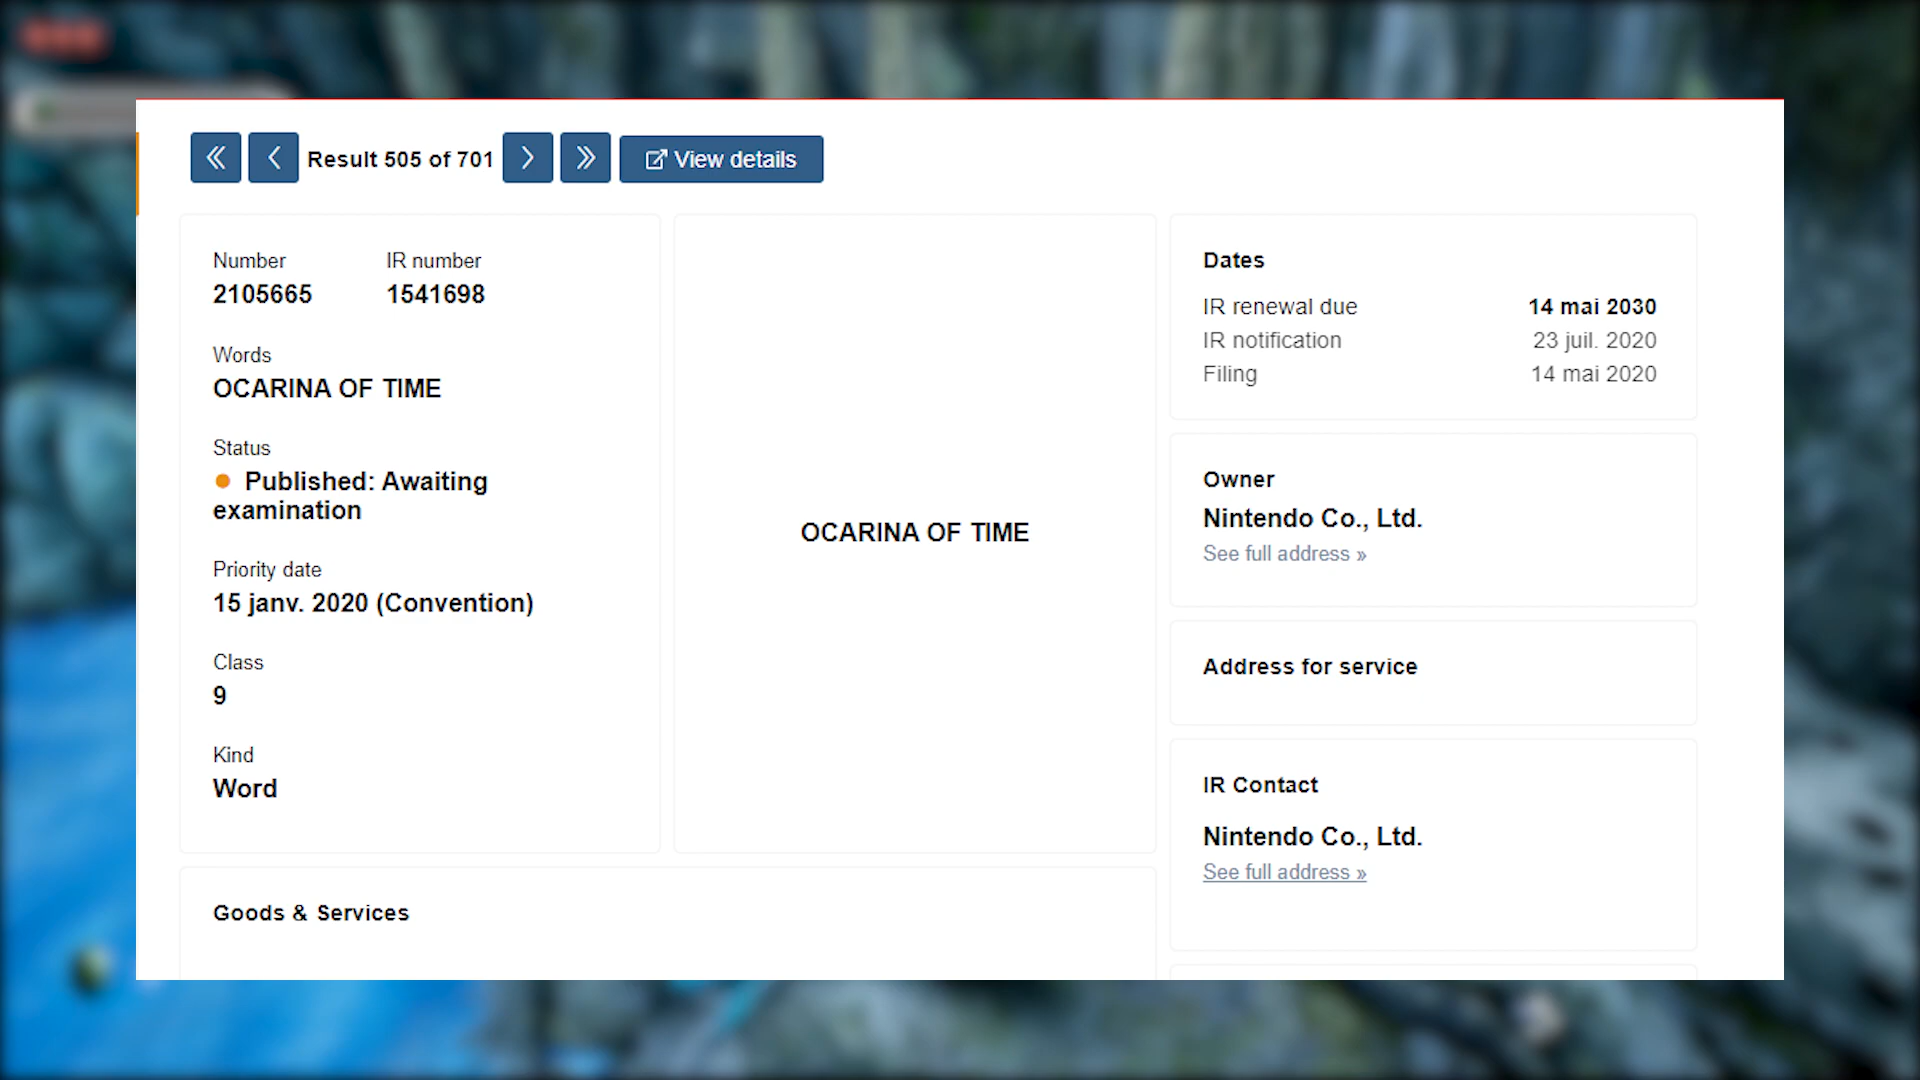 Result 505 of 701
View details
Number
IR number
2105665
1541698
Words
OCARINA OF TIME
Status
Published: Awaiting
examination
Priority date
15 janv. 2020 (Convention)
Class
9
Kind
Word
OCARINA OF TIME
Goods & Services
Dates
IR renewal due
14 mai 2030
IR notification
23 juil. 2020
Filing
14 mai 2020
Owner
Nintendo Co., Ltd.
See full address »
Address for service
IR Contact
Nintendo Co., Ltd.
See full address »